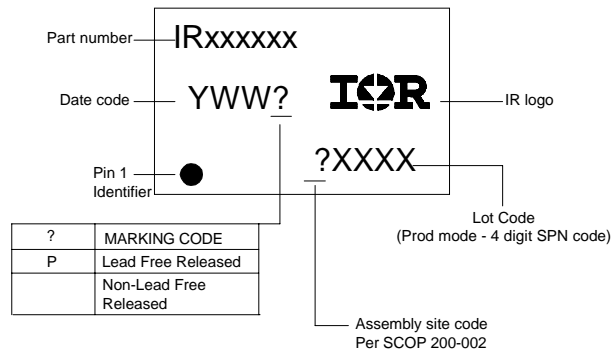 Part number
IRxxxxxx
Date code
YWW?
IOR
IR logo
Pin 1
Identifier
?XXXX
Lot Code
(Prod mode - 4 digit SPN code)
? MARKING CODE
P Lead Free Released
Non-Lead Free
Released
Assembly site code
Per SCOP 200-002